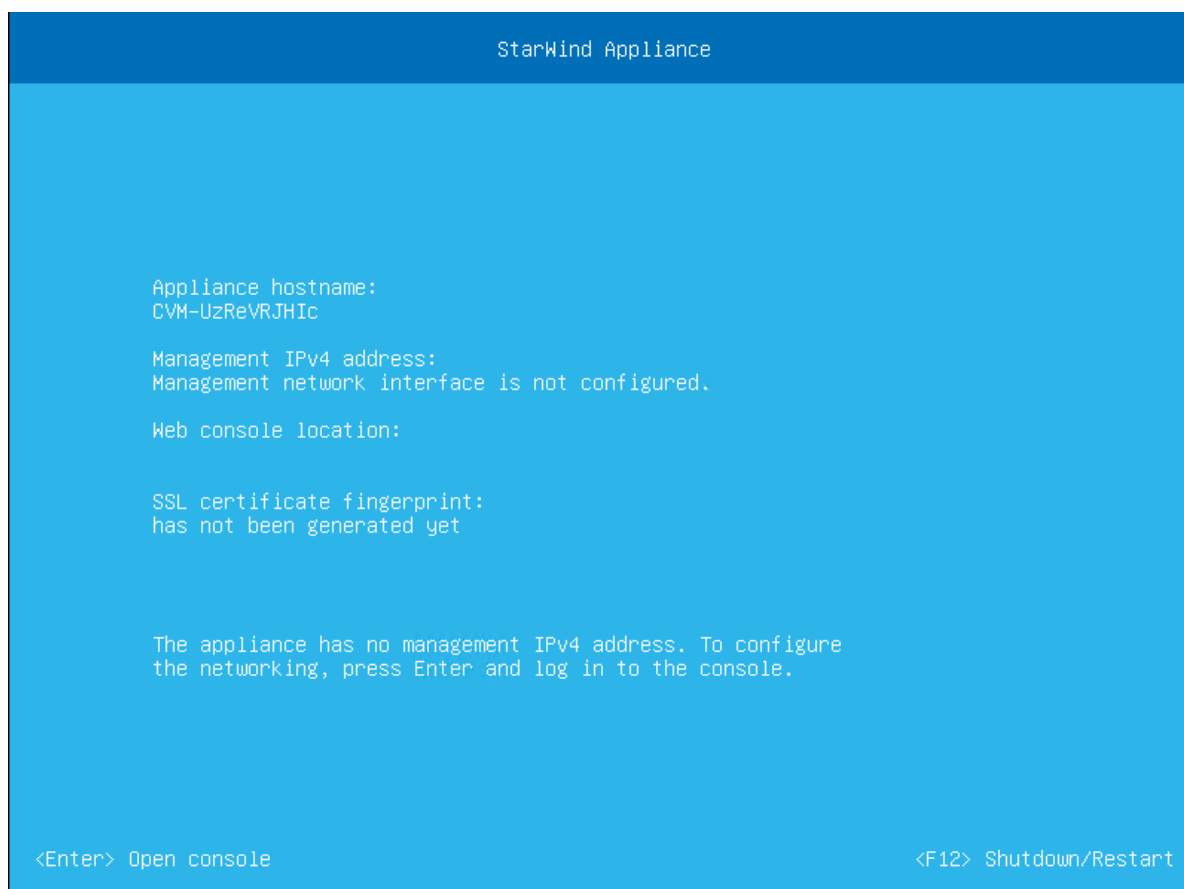 StarWind Appliance
Appliance hostname:
CVM-UzReVRJHIc
Management IPv4 address:
Management network interface is not configured.
Web console location:
SSL certificate fingerprint:
has not been generated yet
The appliance has no management IPv4 address. To configure
the networking, press Enter and log in to the console.
<Enter> Open console
<F12> Shutdown/Restart